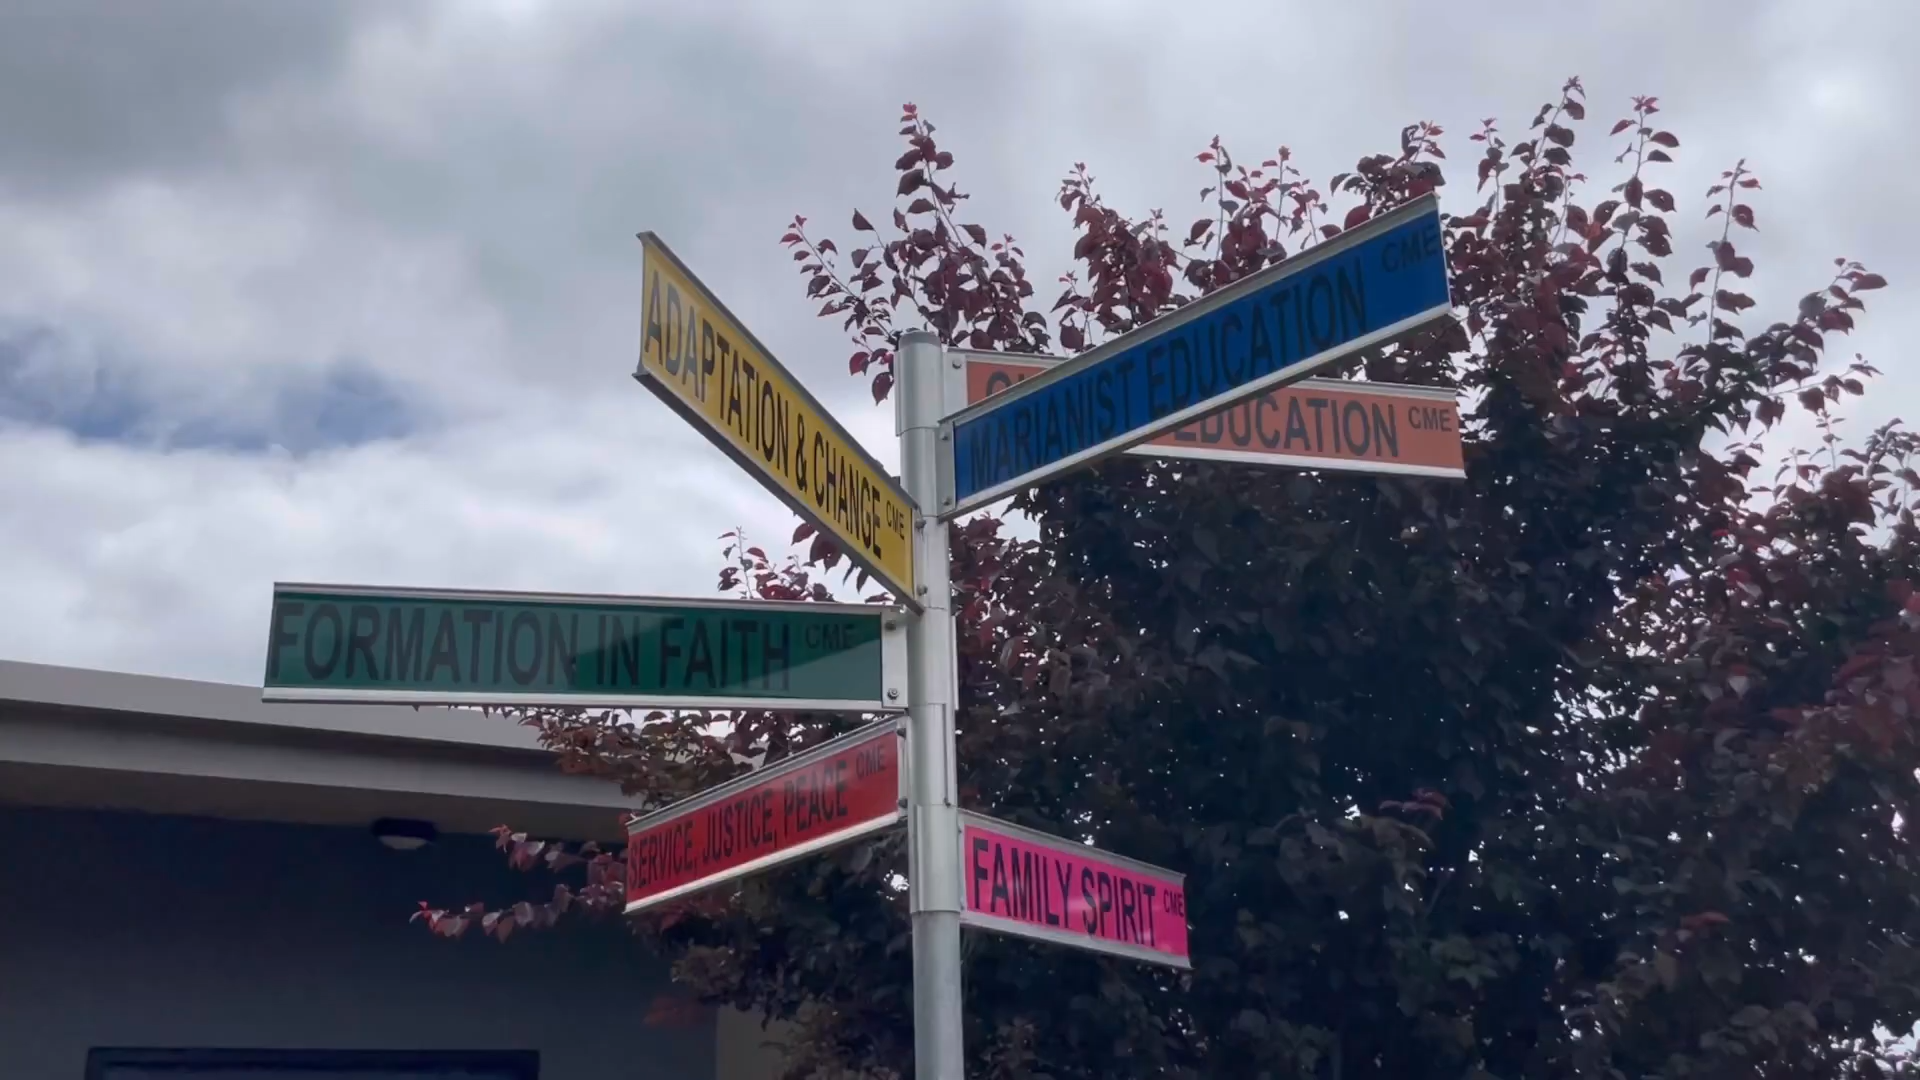 ADAPTATION & CHANGE CME
MARIANIST EDUCATION CME
EDUCATION CME
FORMATION IN FAITH CME
SERVICE, JUSTICE, PEACE CME
FAMILY SPIRIT CME